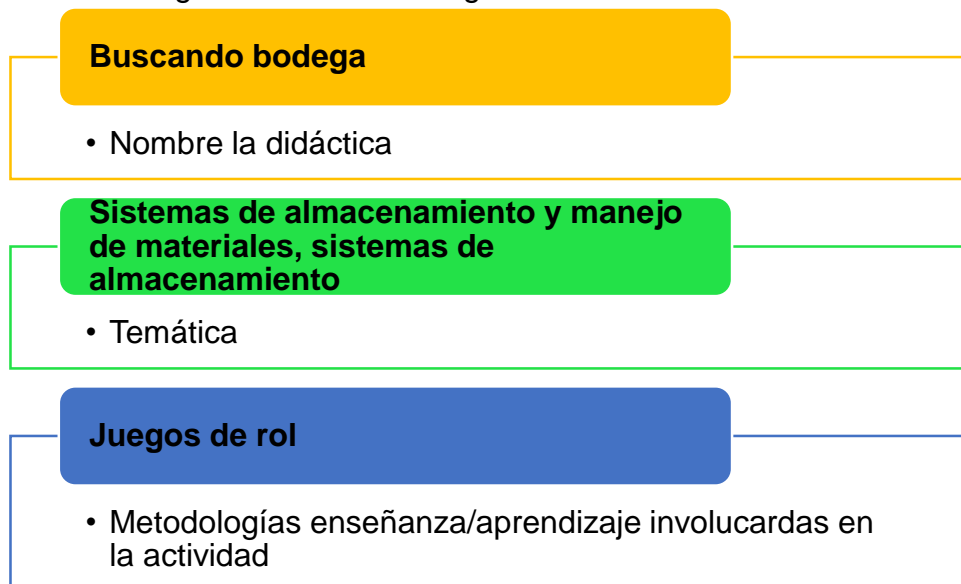 Buscando bodega
• Nombre la didáctica
Sistemas de almacenamiento y manejo
de materiales, sistemas de
almacenamiento
• Temática
Juegos de rol
• Metodologías enseñanza/aprendizaje involucardas en
la actividad